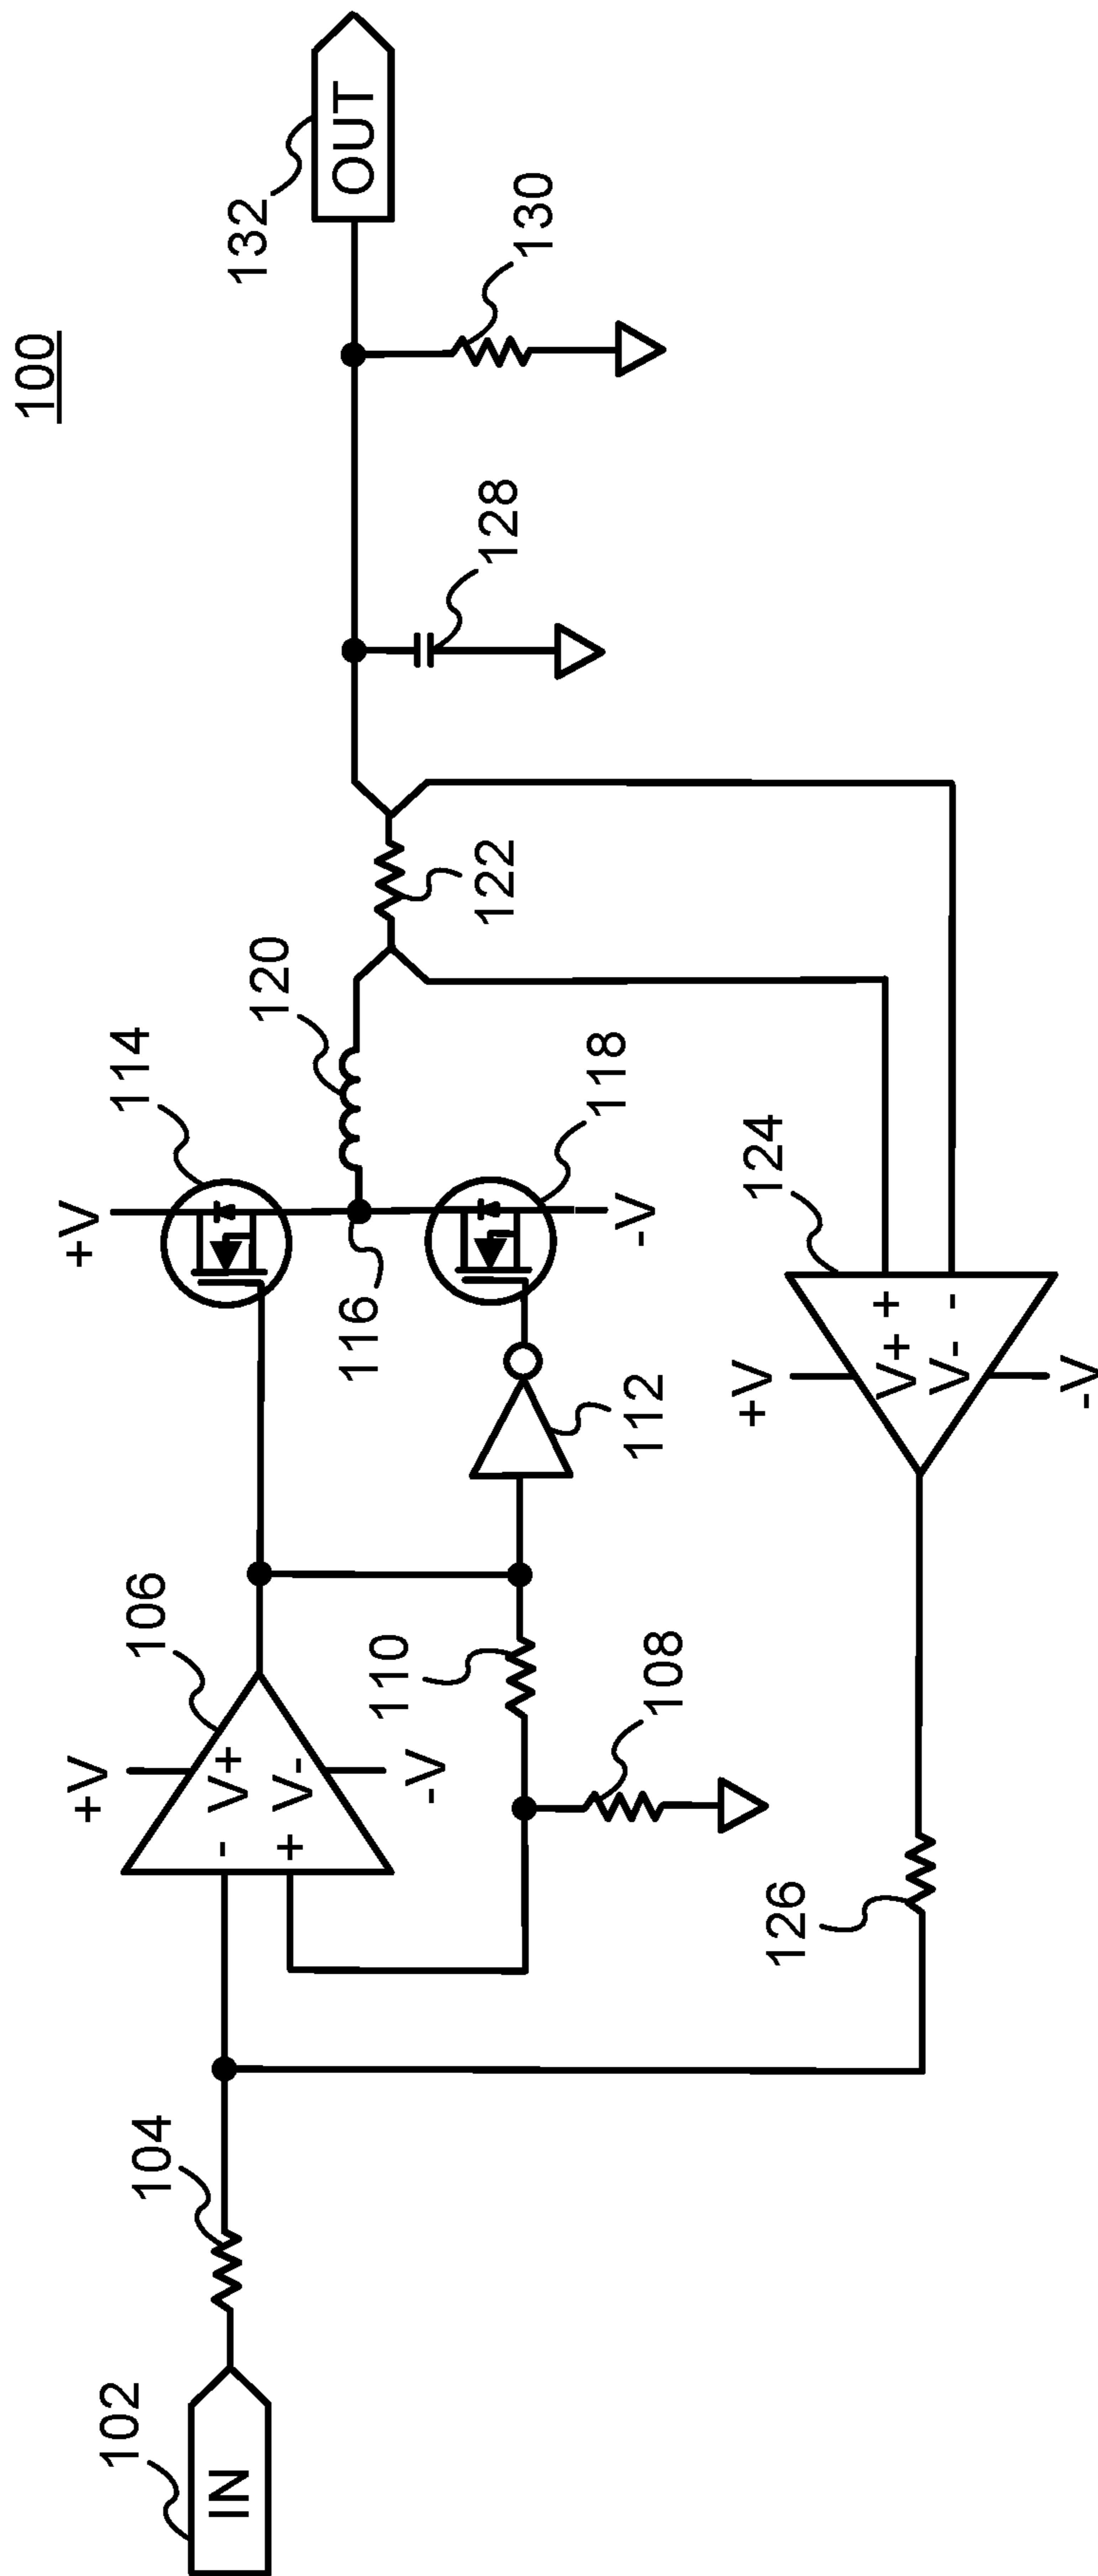 100
132
OUT
130
128
122
120
114
+V
116
118
-V
112
124
+V
V+ +
V- -
-V
106
+V
- V+
+ V-
-V
110
108
126
104
102
IN